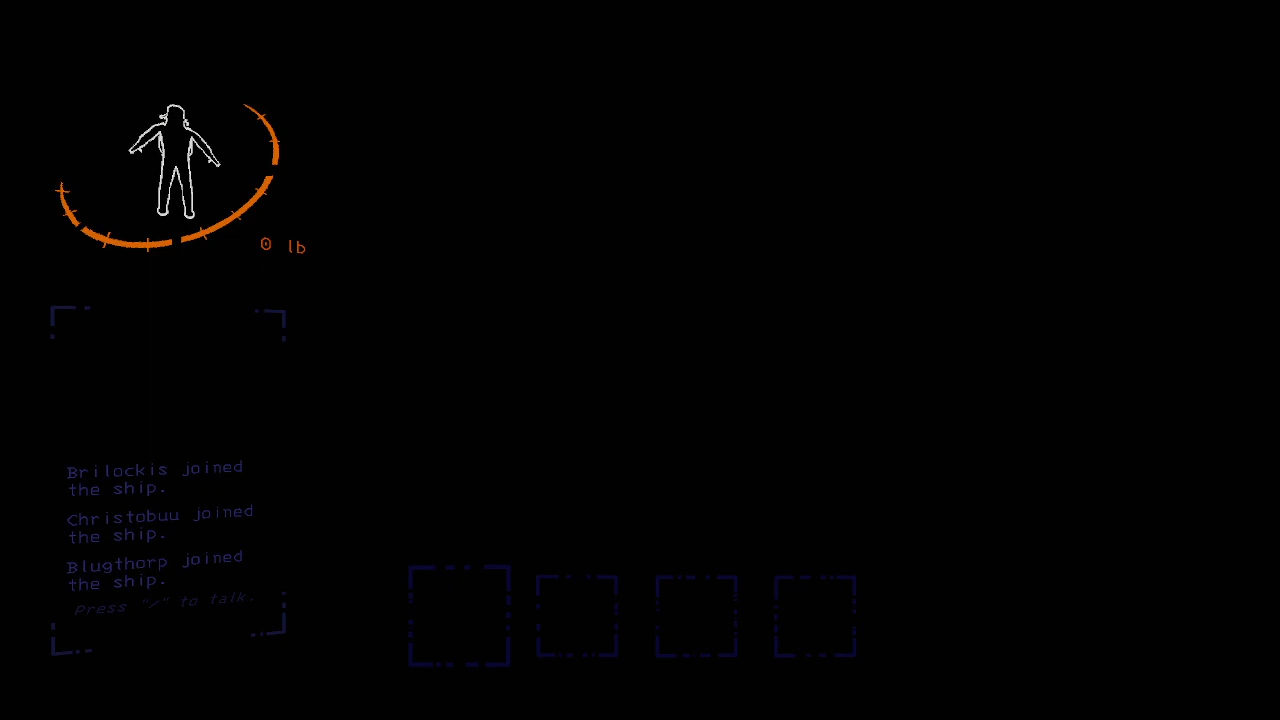 0 lb
Brilockis joined
the ship.
Christobuu joined
the ship.
Blugthorp joined
the ship.
Press "/" to talk.